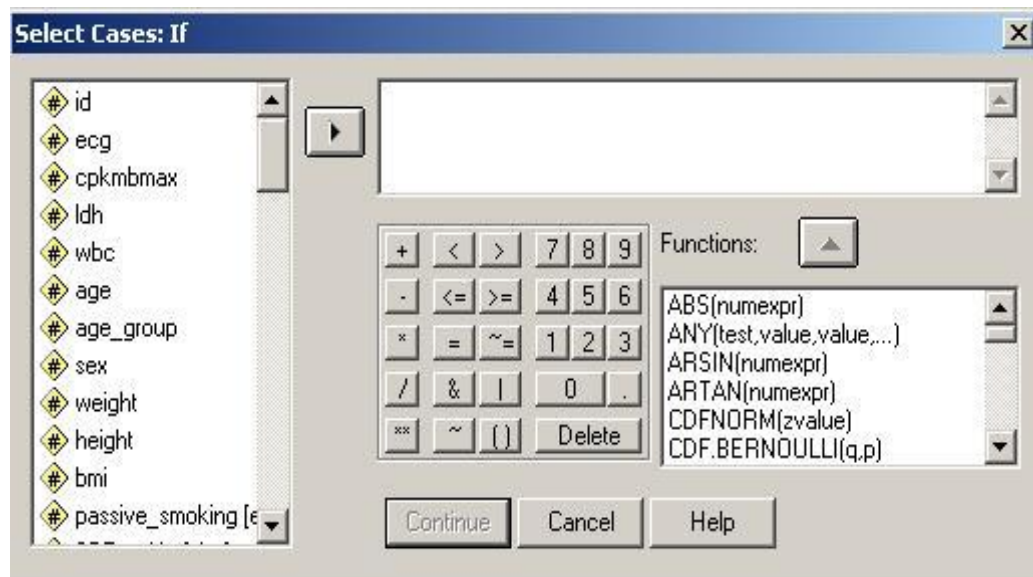 Select Cases: If
id
ecg
cpkmbmax
ldh
wbc
age
age_group
sex
weight
height
bmi
passive_smoking [e
+ < > 7 8 9
- <= >= 4 5 6
* = ~= 1 2 3
/ & | 0 .
** ~ () Delete
Functions:
ABS(numexpr)
ANY(test,value,value,...)
ARSIN(numexpr)
ARTAN(numexpr)
CDFNORM(zvalue)
CDF.BERNOULLI(q,p)
Continue Cancel Help